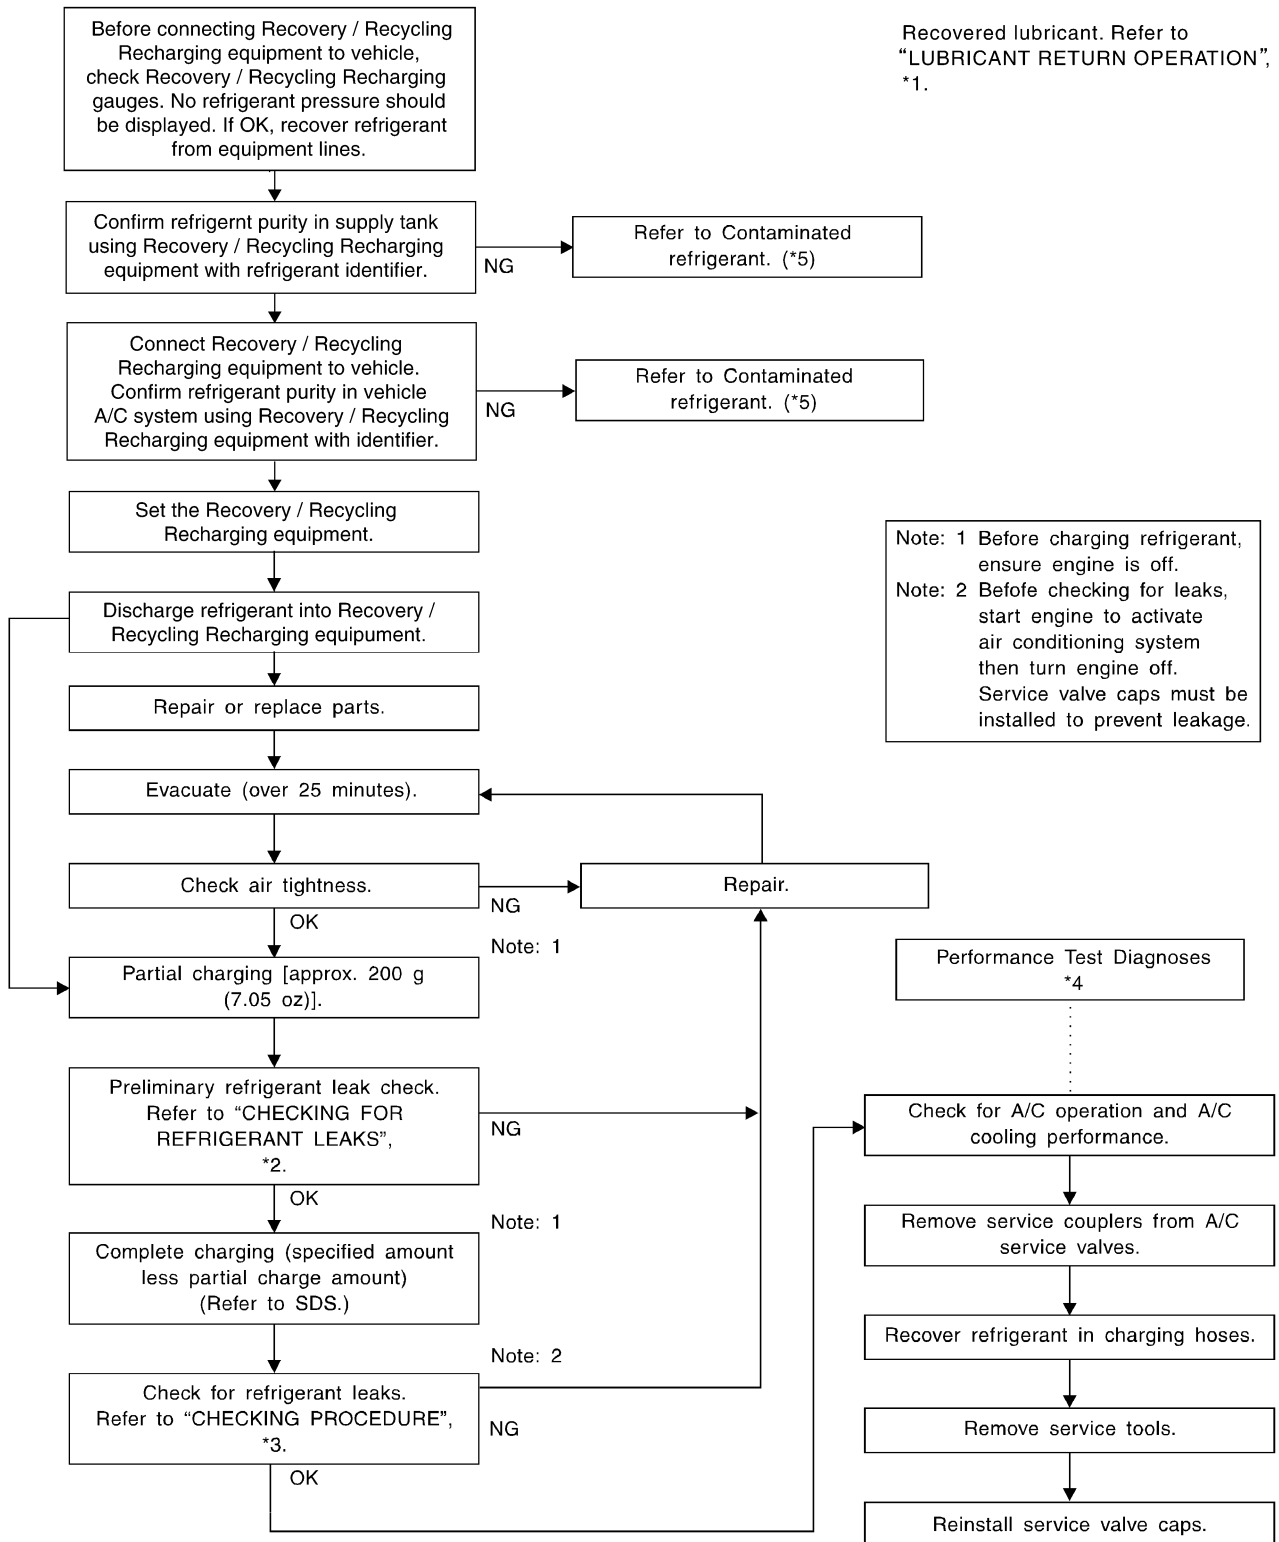 Before connecting Recovery / Recycling
Recharging equipment to vehicle,
check Recovery / Recycling Recharging
gauges. No refrigerant pressure should
be displayed. If OK, recover refrigerant
from equipment lines.
Recovered lubricant. Refer to
“LUBRICANT RETURN OPERATION”,
*1.
Confirm refrigernt purity in supply tank
using Recovery / Recycling Recharging
equipment with refrigerant identifier.
NG
Refer to Contaminated
refrigerant. (*5)
Connect Recovery / Recycling
Recharging equipment to vehicle.
Confirm refrigerant purity in vehicle
A/C system using Recovery / Recycling
Recharging equipment with identifier.
NG
Refer to Contaminated
refrigerant. (*5)
Set the Recovery / Recycling
Recharging equipment.
Note: 1 Before charging refrigerant,
ensure engine is off.
Note: 2 Befofe checking for leaks,
start engine to activate
air conditioning system
then turn engine off.
Service valve caps must be
installed to prevent leakage.
Discharge refrigerant into Recovery /
Recycling Recharging equipument.
Repair or replace parts.
Evacuate (over 25 minutes).
Check air tightness.
NG
Repair.
OK
Note: 1
Partial charging [approx. 200 g
(7.05 oz)].
Preliminary refrigerant leak check.
Refer to “CHECKING FOR
REFRIGERANT LEAKS”,
*2.
NG
OK
Note: 1
Complete charging (specified amount
less partial charge amount)
(Refer to SDS.)
Note: 2
Check for refrigerant leaks.
Refer to “CHECKING PROCEDURE”,
*3.
NG
OK
Performance Test Diagnoses
*4
Check for A/C operation and A/C
cooling performance.
Remove service couplers from A/C
service valves.
Recover refrigerant in charging hoses.
Remove service tools.
Reinstall service valve caps.